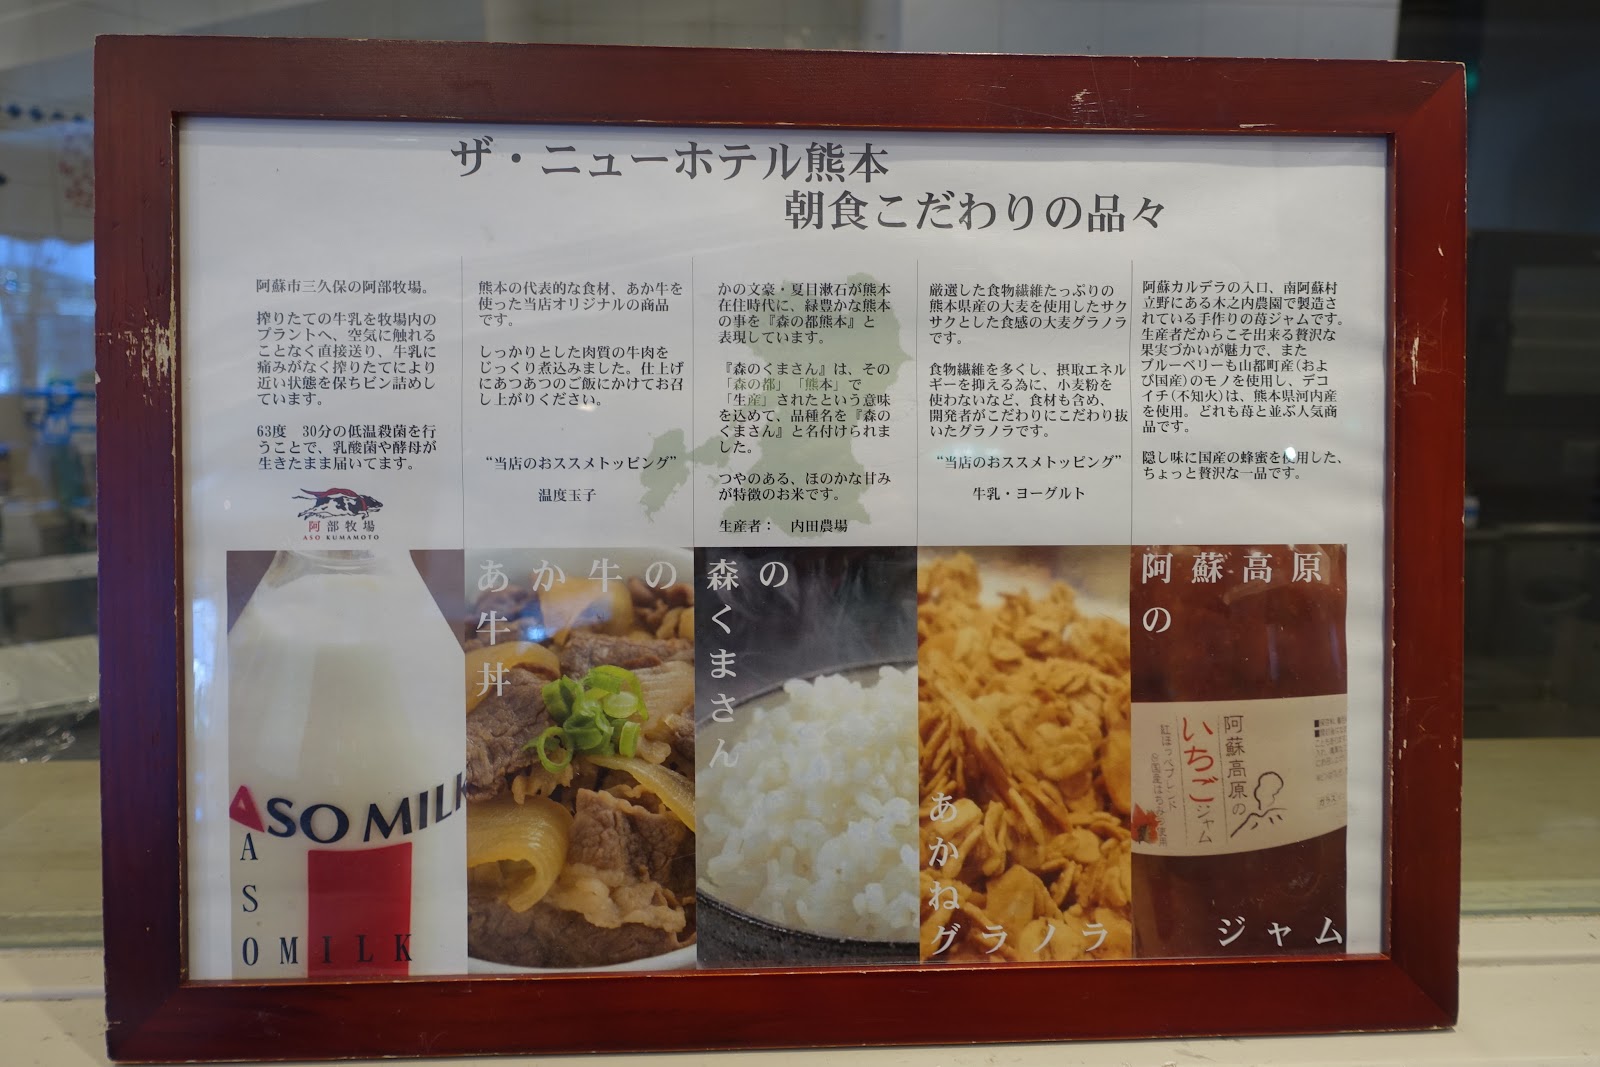 ザ・ニューホテル熊本
朝食こだわりの品々
阿蘇市三久保の阿部牧場。
搾りたての牛乳を牧場内の
プラントへ、空気に触れる
ことなく直接送り、牛乳に
痛みがなく搾りたてにより
近い状態を保ちビン詰めし
ています。
63度　30分の低温殺菌を行
うことで、乳酸菌や酵母が
生きたまま届いてます。
阿部牧場
ASO KUMAMOTO
熊本の代表的な食材、あか牛を
使った当店オリジナルの商品
です。
しっかりとした肉質の牛肉を
じっくり煮込みました。仕上げ
にあつあつのご飯にかけてお召
し上がりください。
“当店のおススメトッピング”
温度玉子
かの文豪・夏目漱石が熊本
在住時代に、緑豊かな熊本
の事を『森の都熊本』と
表現しています。
『森のくまさん』は、その
「森の都」「熊本」で
「生産」されたという意味
を込めて、品種名を『森の
くまさん』と名付けられま
した。
つやのある、ほのかな甘み
が特徴のお米です。
生産者：　内田農場
厳選した食物繊維たっぷりの
熊本県産の大麦を使用したサク
サクとした食感の大麦グラノラ
です。
食物繊維を多くし、摂取エネル
ギーを抑える為に、小麦粉を
使わないなど、食材も含め、
開発者がこだわりにこだわり抜
いたグラノラです。
“当店のおススメトッピング”
牛乳・ヨーグルト
阿蘇カルデラの入口、南阿蘇村
立野にある木之内農園で製造さ
れている手作りの苺ジャムです。
生産者だからこそ出来る贅沢な
果実づかいが魅力で、また
ブルーベリーも山都町産(およ
び国産)のモノを使用し、デコ
イチ(不知火)は、熊本県河内産
を使用。どれも苺と並ぶ人気商
品です。
隠し味に国産の蜂蜜を使用した、
ちょっと贅沢な一品です。
ASO MILK
ASO MILK
あか牛の
牛丼
森の
くまさん
あかね
グラノラ
阿蘇高原
の
ジャム
阿蘇高原の
いちごジャム
紅ほっぺブレンド